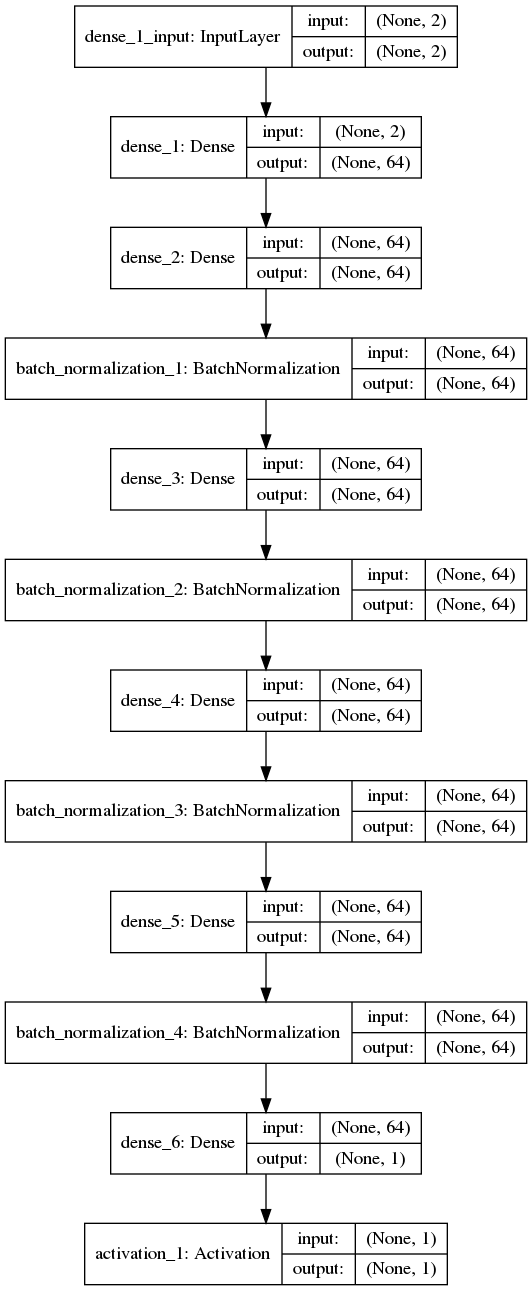 dense_1_input: InputLayer
input: (None, 2)
output: (None, 2)
dense_1: Dense
input: (None, 2)
output: (None, 64)
dense_2: Dense
input: (None, 64)
output: (None, 64)
batch_normalization_1: BatchNormalization
input: (None, 64)
output: (None, 64)
dense_3: Dense
input: (None, 64)
output: (None, 64)
batch_normalization_2: BatchNormalization
input: (None, 64)
output: (None, 64)
dense_4: Dense
input: (None, 64)
output: (None, 64)
batch_normalization_3: BatchNormalization
input: (None, 64)
output: (None, 64)
dense_5: Dense
input: (None, 64)
output: (None, 64)
batch_normalization_4: BatchNormalization
input: (None, 64)
output: (None, 64)
dense_6: Dense
input: (None, 64)
output: (None, 1)
activation_1: Activation
input: (None, 1)
output: (None, 1)